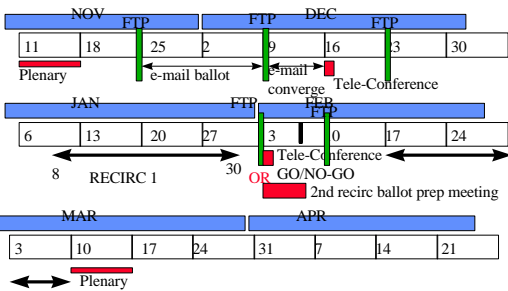 NOV DEC
FTP FTP FTP
11 18 25 2 9 16 23 30
Plenary e-mail ballot e-mail converge Tele-Conference
JAN FTP FEB
FTP
6 13 20 27 3 10 17 24
8 RECIRC 1 30 Tele-Conference
OR GO/NO-GO
2nd recirc ballot prep meeting
MAR APR
3 10 17 24 31 7 14 21
Plenary